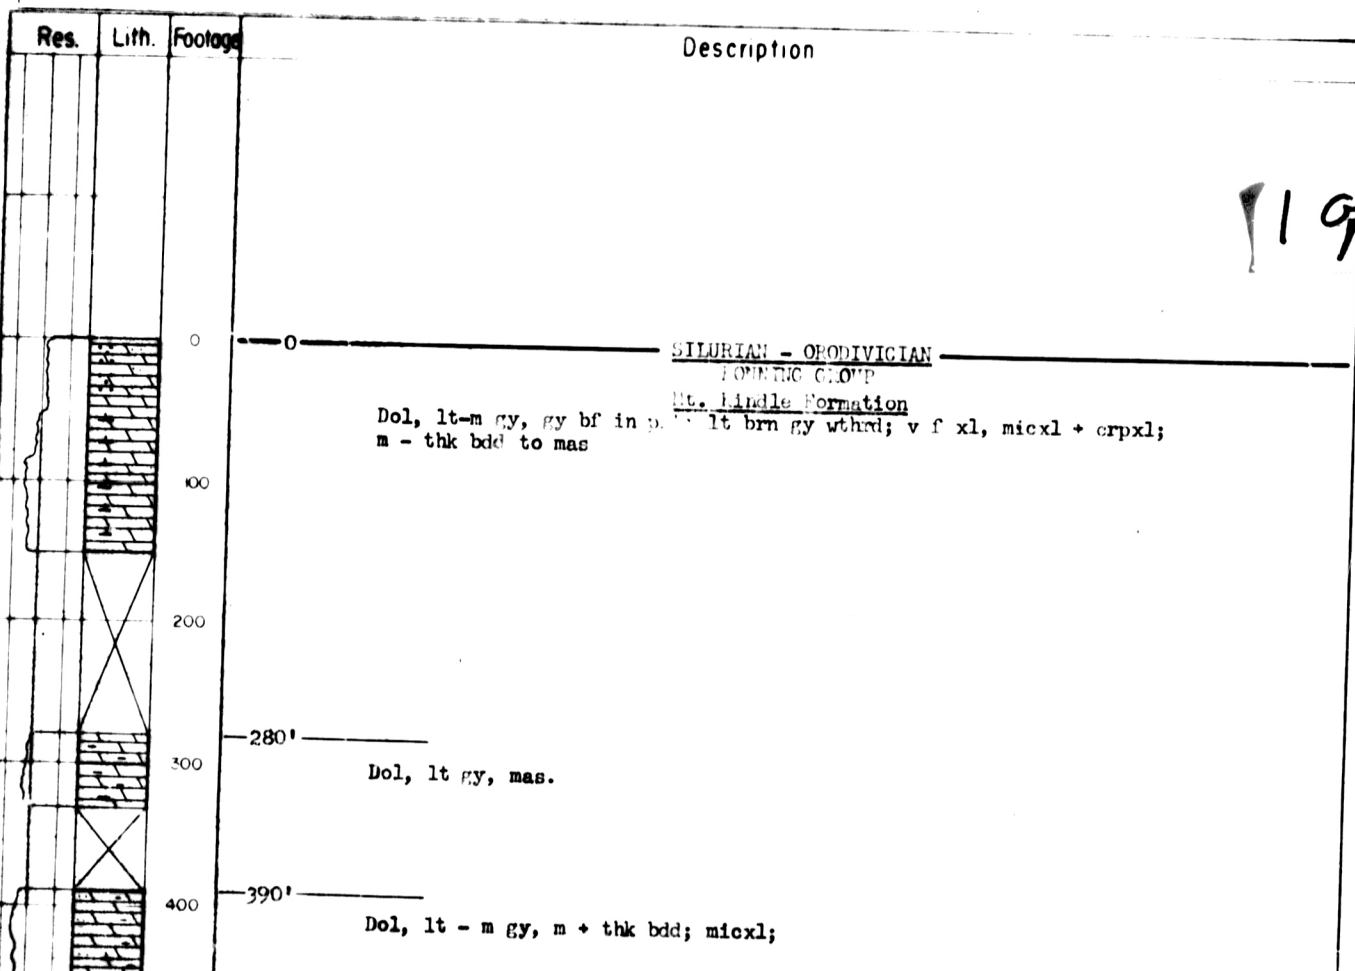 Res. Lith. Footage Description
19
0 0 SILURIAN - ORODIVICIAN
GROUP
Mt. Kindle Formation
Dol, lt-m gy, gy bf in lt brn gy wthrd; v f xl, micxl + crpxl;
m - thk bdd to mas
100
200
280'
300
Dol, lt gy, mas.
390'
400
Dol, lt - m gy, m + thk bdd; micxl;